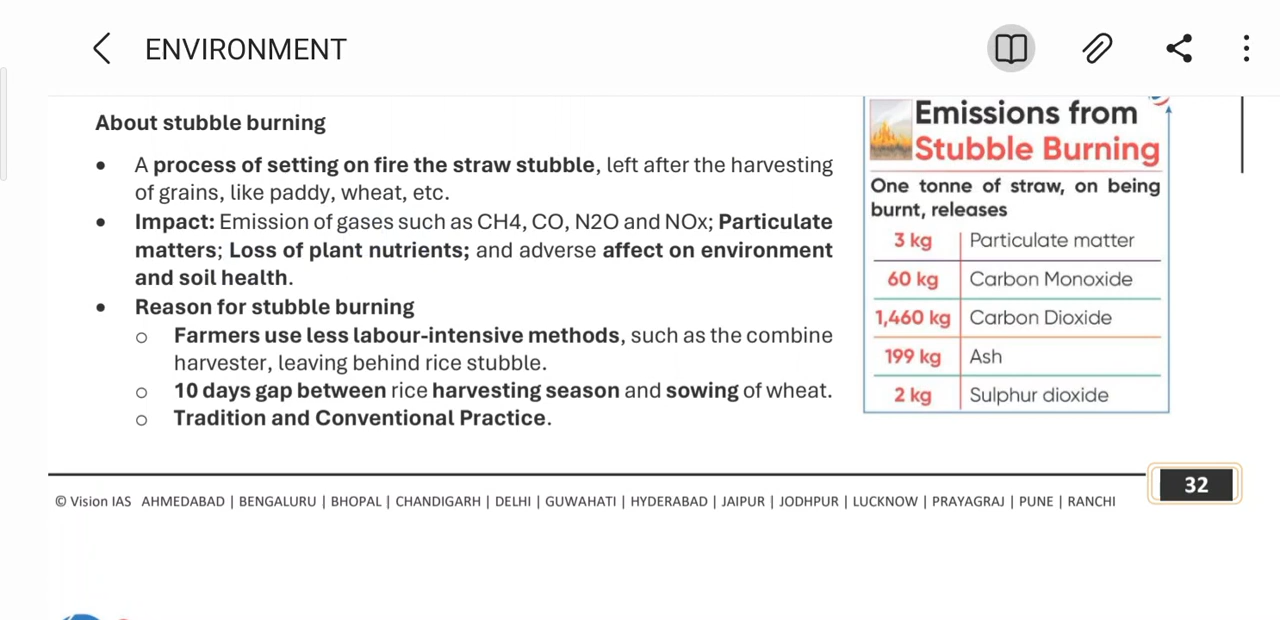 ENVIRONMENT
About stubble burning
• A process of setting on fire the straw stubble, left after the harvesting
of grains, like paddy, wheat, etc.
• Impact: Emission of gases such as CH4, CO, N2O and NOx; Particulate
matters; Loss of plant nutrients; and adverse affect on environment
and soil health.
• Reason for stubble burning
o Farmers use less labour-intensive methods, such as the combine
harvester, leaving behind rice stubble.
o 10 days gap between rice harvesting season and sowing of wheat.
o Tradition and Conventional Practice.
Emissions from
Stubble Burning
One tonne of straw, on being
burnt, releases
3 kg Particulate matter
60 kg Carbon Monoxide
1,460 kg Carbon Dioxide
199 kg Ash
2 kg Sulphur dioxide
© Vision IAS AHMEDABAD | BENGALURU | BHOPAL | CHANDIGARH | DELHI | GUWAHATI | HYDERABAD | JAIPUR | JODHPUR | LUCKNOW | PRAYAGRAJ | PUNE | RANCHI
32